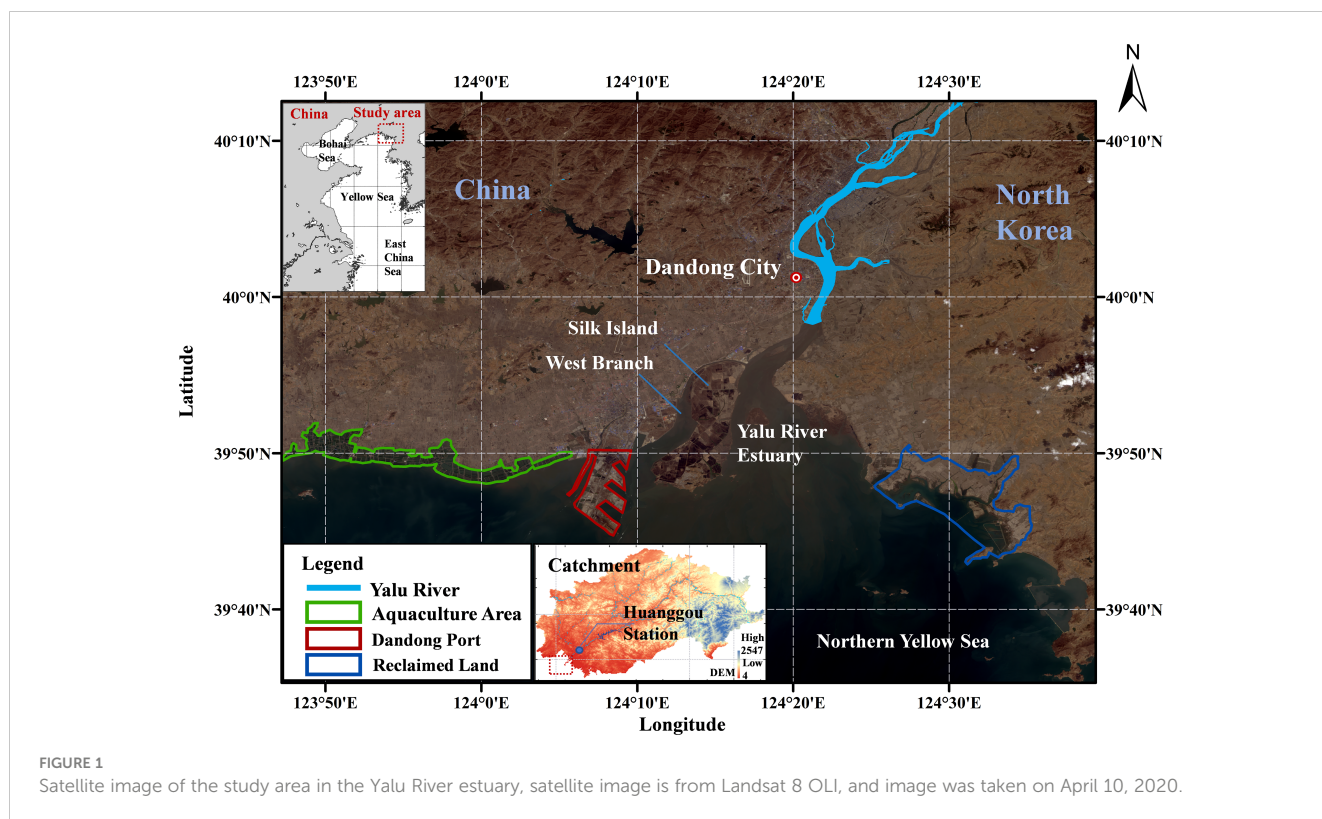 N
123°50'E 124°0'E 124°10'E 124°20'E 124°30'E
40°10'N 40°10'N
China Study area
Bohai
Sea
Yellow Sea
East
China
Sea
China
North
Korea
Dandong City
40°0'N 40°0'N
Silk Island
West Branch
Latitude
Yalu River
Estuary
39°50'N 39°50'N
Legend
Yalu River
Aquaculture Area
Dandong Port
Reclaimed Land
Catchment
Huanggou
Station
High
2547
Low
DEM 4
39°40'N 39°40'N
Northern Yellow Sea
123°50'E 124°0'E 124°10'E 124°20'E 124°30'E
Longitude
FIGURE 1
Satellite image of the study area in the Yalu River estuary, satellite image is from Landsat 8 OLI, and image was taken on April 10, 2020.